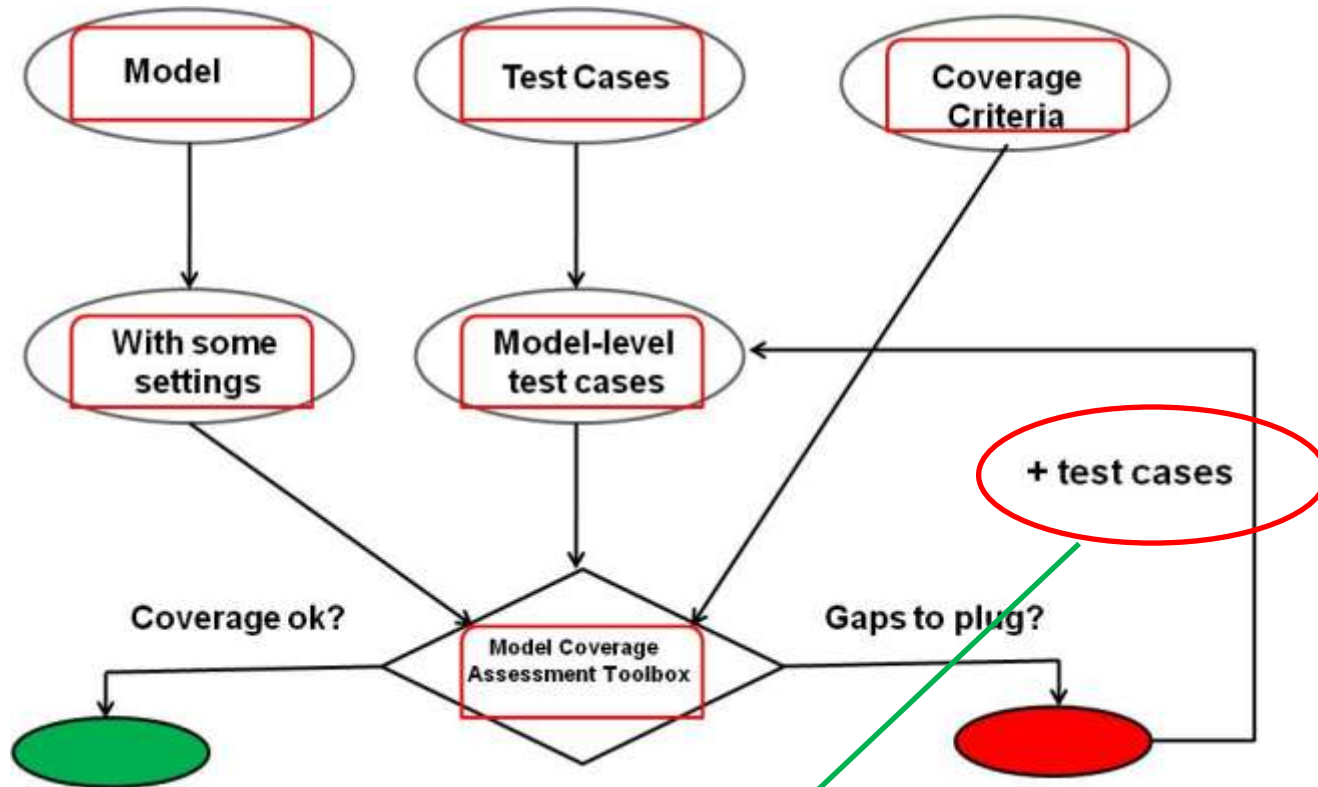 Model
Test Cases
Coverage
Criteria
With some
settings
Model-level
test cases
+ test cases
Coverage ok?
Gaps to plug?
Model Coverage
Assessment Toolbox